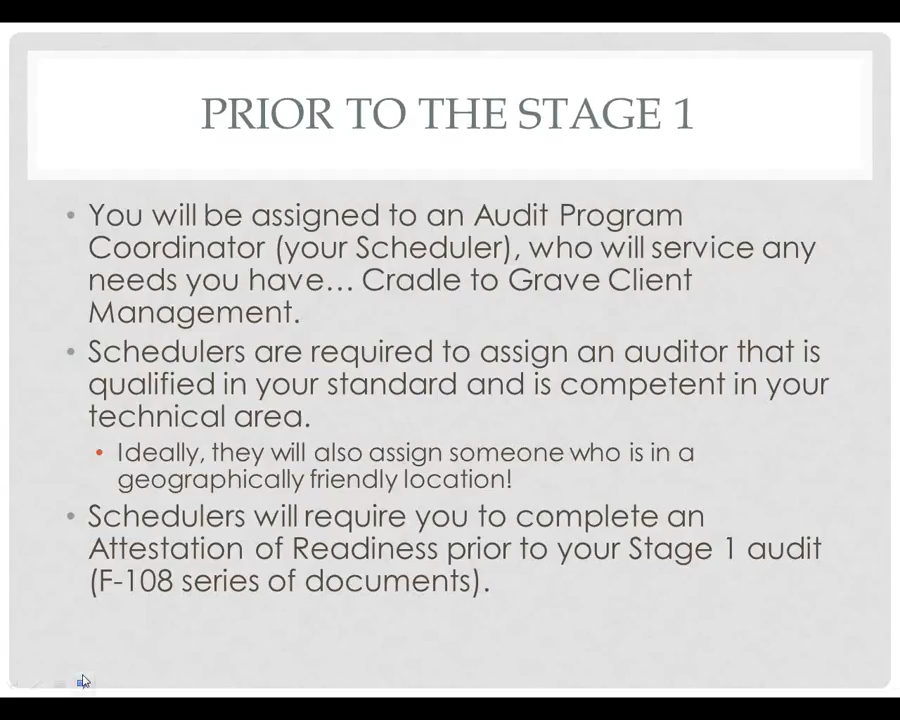 PRIOR TO THE STAGE 1
• You will be assigned to an Audit Program
Coordinator (your Scheduler), who will service any
needs you have… Cradle to Grave Client
Management.
• Schedulers are required to assign an auditor that is
qualified in your standard and is competent in your
technical area.
• Ideally, they will also assign someone who is in a
geographically friendly location!
• Schedulers will require you to complete an
Attestation of Readiness prior to your Stage 1 audit
(F-108 series of documents).